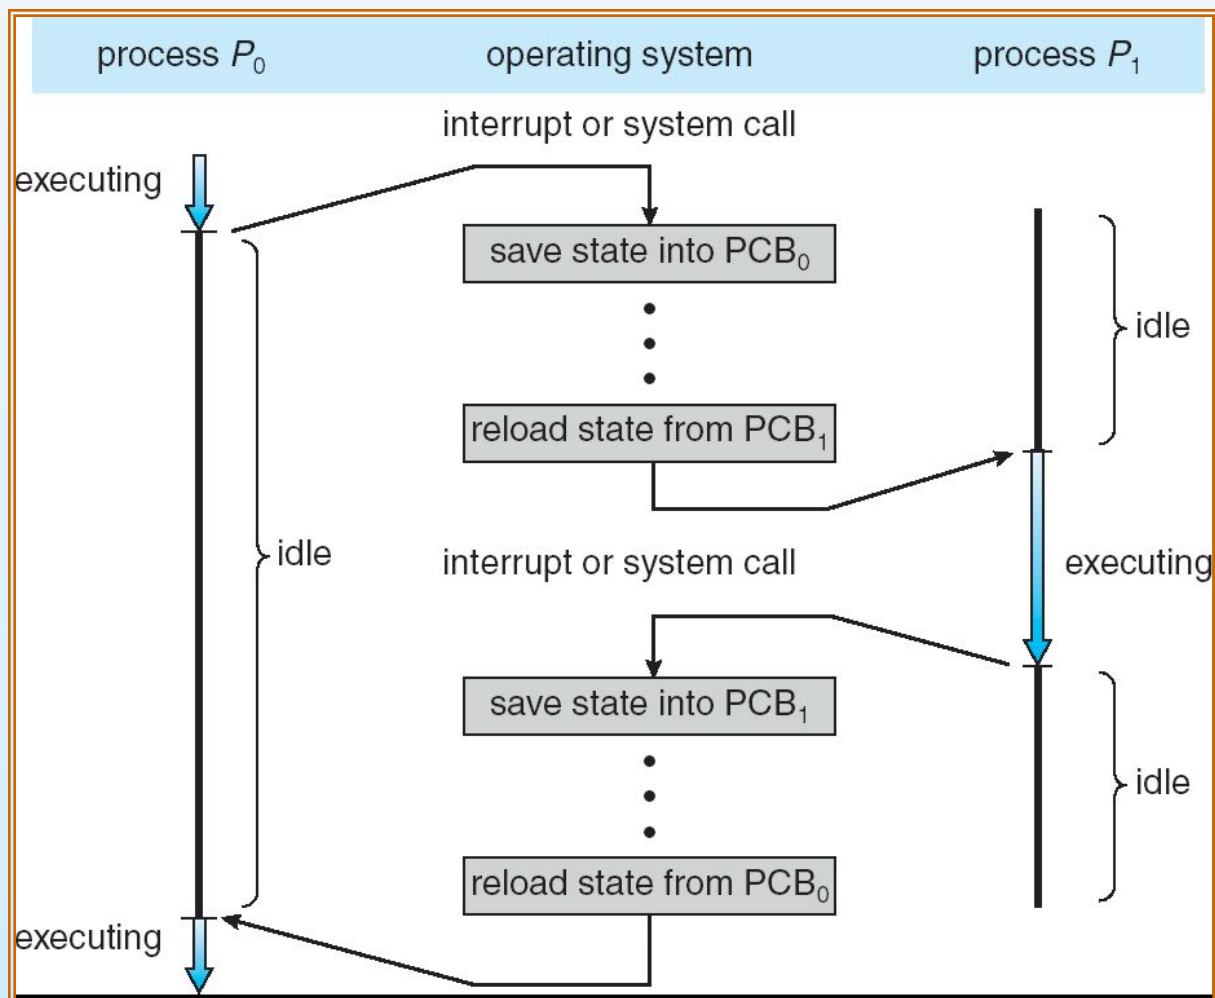 process P₀ operating system process P₁
interrupt or system call
executing
save state into PCB₀
idle
reload state from PCB₁
idle
interrupt or system call
executing
save state into PCB₁
idle
reload state from PCB₀
executing